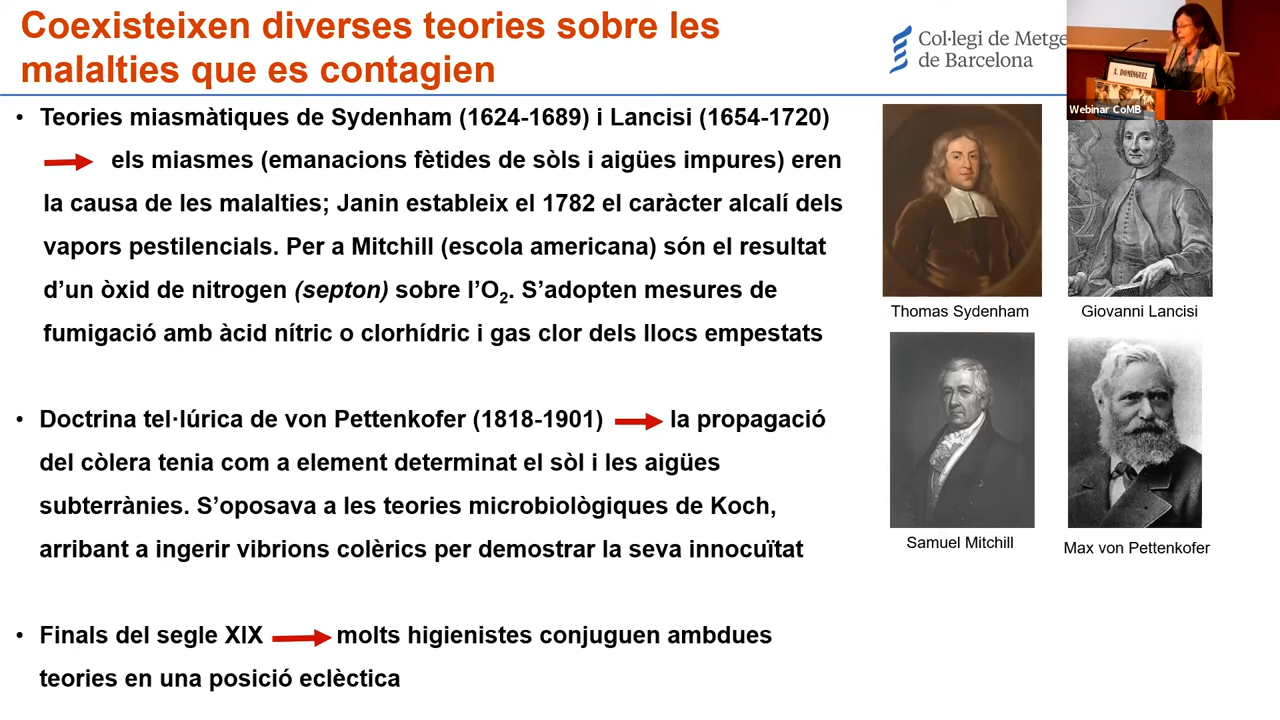 Coexisteixen diverses teories sobre les
malalties que es contagien
Col·legi de Metge
de Barcelona
A. DOMINGUEZ
Webinar CoMB
• Teories miasmàtiques de Sydenham (1624-1689) i Lancisi (1654-1720)
els miasmes (emanacions fètides de sòls i aigües impures) eren
la causa de les malalties; Janin estableix el 1782 el caràcter alcalí dels
vapors pestilencials. Per a Mitchill (escola americana) són el resultat
d’un òxid de nitrogen (septon) sobre l’O₂. S’adopten mesures de
fumigació amb àcid nítric o clorhídric i gas clor dels llocs empestats
• Doctrina tel·lúrica de von Pettenkofer (1818-1901) la propagació
del còlera tenia com a element determinat el sòl i les aigües
subterrànies. S’oposava a les teories microbiològiques de Koch,
arribant a ingerir vibrions colèrics per demostrar la seva innocuïtat
• Finals del segle XIX molts higienistes conjuguen ambdues
teories en una posició eclèctica
Thomas Sydenham
Giovanni Lancisi
Samuel Mitchill
Max von Pettenkofer